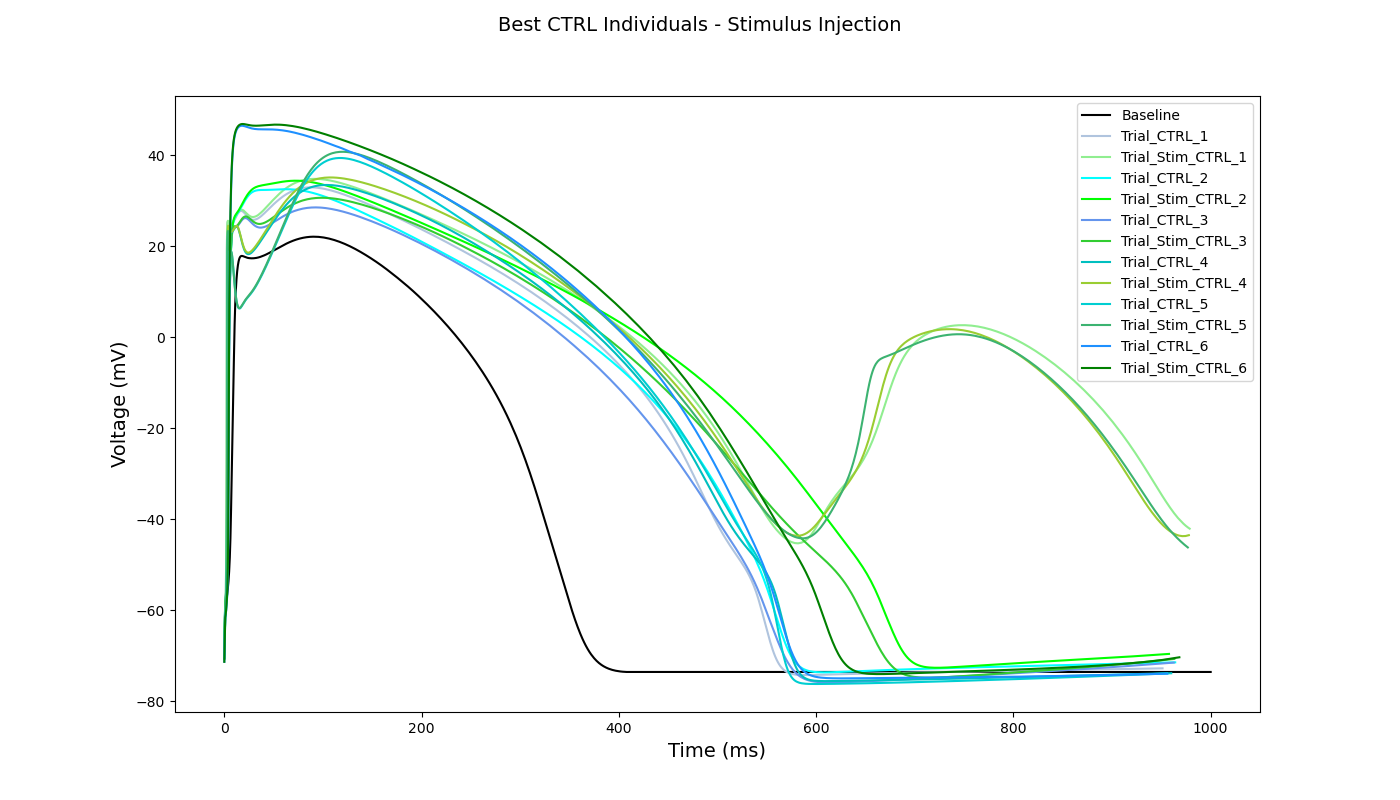 Best CTRL Individuals - Stimulus Injection
Baseline
Trial_CTRL_1
Trial_Stim_CTRL_1
Trial_CTRL_2
Trial_Stim_CTRL_2
Trial_CTRL_3
Trial_Stim_CTRL_3
Trial_CTRL_4
Trial_Stim_CTRL_4
Trial_CTRL_5
Trial_Stim_CTRL_5
Trial_CTRL_6
Trial_Stim_CTRL_6
Voltage (mV)
40
20
0
−20
−40
−60
−80
0 200 400 600 800 1000
Time (ms)